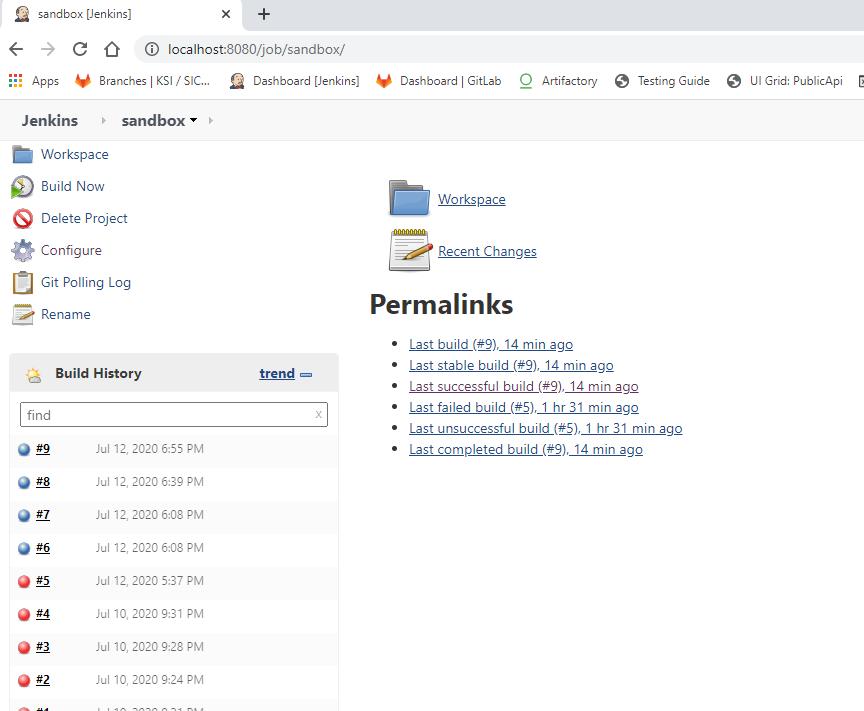 sandbox [Jenkins]
localhost:8080/job/sandbox/
Apps Branches | KSI / SIC... Dashboard [Jenkins] Dashboard | GitLab Artifactory Testing Guide UI Grid: PublicApi
Jenkins sandbox
Workspace
Build Now
Delete Project
Configure
Git Polling Log
Rename
Build History trend
find x
#9 Jul 12, 2020 6:55 PM
#8 Jul 12, 2020 6:39 PM
#7 Jul 12, 2020 6:08 PM
#6 Jul 12, 2020 6:08 PM
#5 Jul 12, 2020 5:37 PM
#4 Jul 10, 2020 9:31 PM
#3 Jul 10, 2020 9:28 PM
#2 Jul 10, 2020 9:24 PM
Workspace
Recent Changes
Permalinks
Last build (#9), 14 min ago
Last stable build (#9), 14 min ago
Last successful build (#9), 14 min ago
Last failed build (#5), 1 hr 31 min ago
Last unsuccessful build (#5), 1 hr 31 min ago
Last completed build (#9), 14 min ago